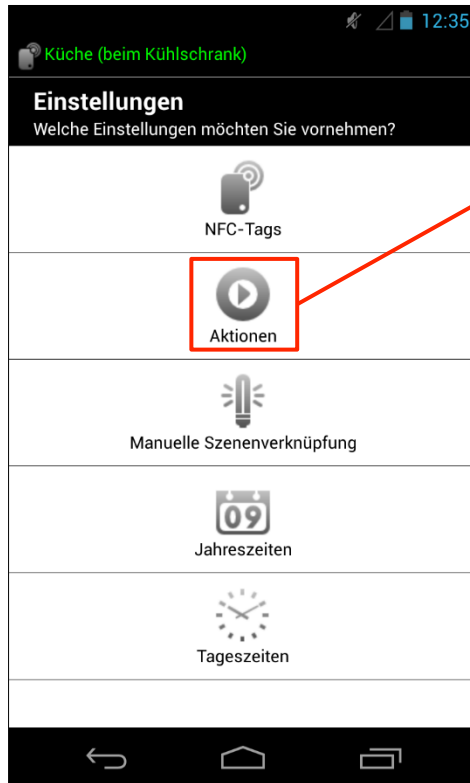 12:35
Küche (beim Kühlschrank)
Einstellungen
Welche Einstellungen möchten Sie vornehmen?
NFC-Tags
Aktionen
Manuelle Szenenverknüpfung
09
Jahreszeiten
Tageszeiten